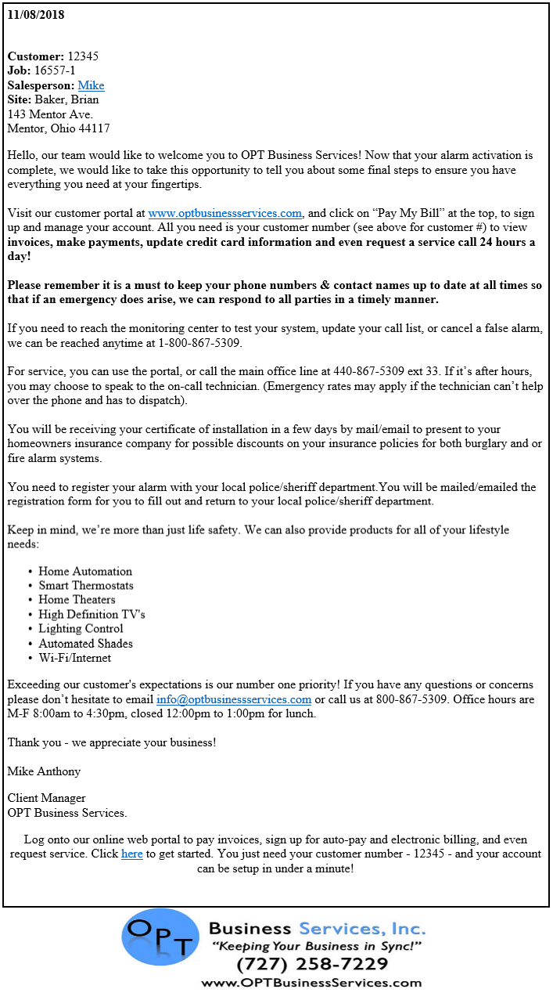 11/08/2018
Customer: 12345
Job: 16557-1
Salesperson: Mike
Site: Baker, Brian
143 Mentor Ave.
Mentor, Ohio 44117
Hello, our team would like to welcome you to OPT Business Services! Now that your alarm activation is
complete, we would like to take this opportunity to tell you about some final steps to ensure you have
everything you need at your fingertips.
Visit our customer portal at www.optbusinessservices.com, and click on “Pay My Bill” at the top, to sign
up and manage your account. All you need is your customer number (see above for customer #) to view
invoices, make payments, update credit card information and even request a service call 24 hours a
day!
Please remember it is a must to keep your phone numbers & contact names up to date at all times so
that if an emergency does arise, we can respond to all parties in a timely manner.
If you need to reach the monitoring center to test your system, update your call list, or cancel a false alarm,
we can be reached anytime at 1-800-867-5309.
For service, you can use the portal, or call the main office line at 440-867-5309 ext 33. If it’s after hours,
you may choose to speak to the on-call technician. (Emergency rates may apply if the technician can’t help
over the phone and has to dispatch).
You will be receiving your certificate of installation in a few days by mail/email to present to your
homeowners insurance company for possible discounts on your insurance policies for both burglary and or
fire alarm systems.
You need to register your alarm with your local police/sheriff department.You will be mailed/emailed the
registration form for you to fill out and return to your local police/sheriff department.
Keep in mind, we’re more than just life safety. We can also provide products for all of your lifestyle
needs:
• Home Automation
• Smart Thermostats
• Home Theaters
• High Definition TV's
• Lighting Control
• Automated Shades
• Wi-Fi/Internet
Exceeding our customer's expectations is our number one priority! If you have any questions or concerns
please don’t hesitate to email info@optbusinessservices.com or call us at 800-867-5309. Office hours are
M-F 8:00am to 4:30pm, closed 12:00pm to 1:00pm for lunch.
Thank you - we appreciate your business!
Mike Anthony
Client Manager
OPT Business Services.
Log onto our online web portal to pay invoices, sign up for auto-pay and electronic billing, and even
request service. Click here to get started. You just need your customer number - 12345 - and your account
can be setup in under a minute!
OPT
Business Services, Inc.
“Keeping Your Business in Sync!”
(727) 258-7229
www.OPTBusinessServices.com